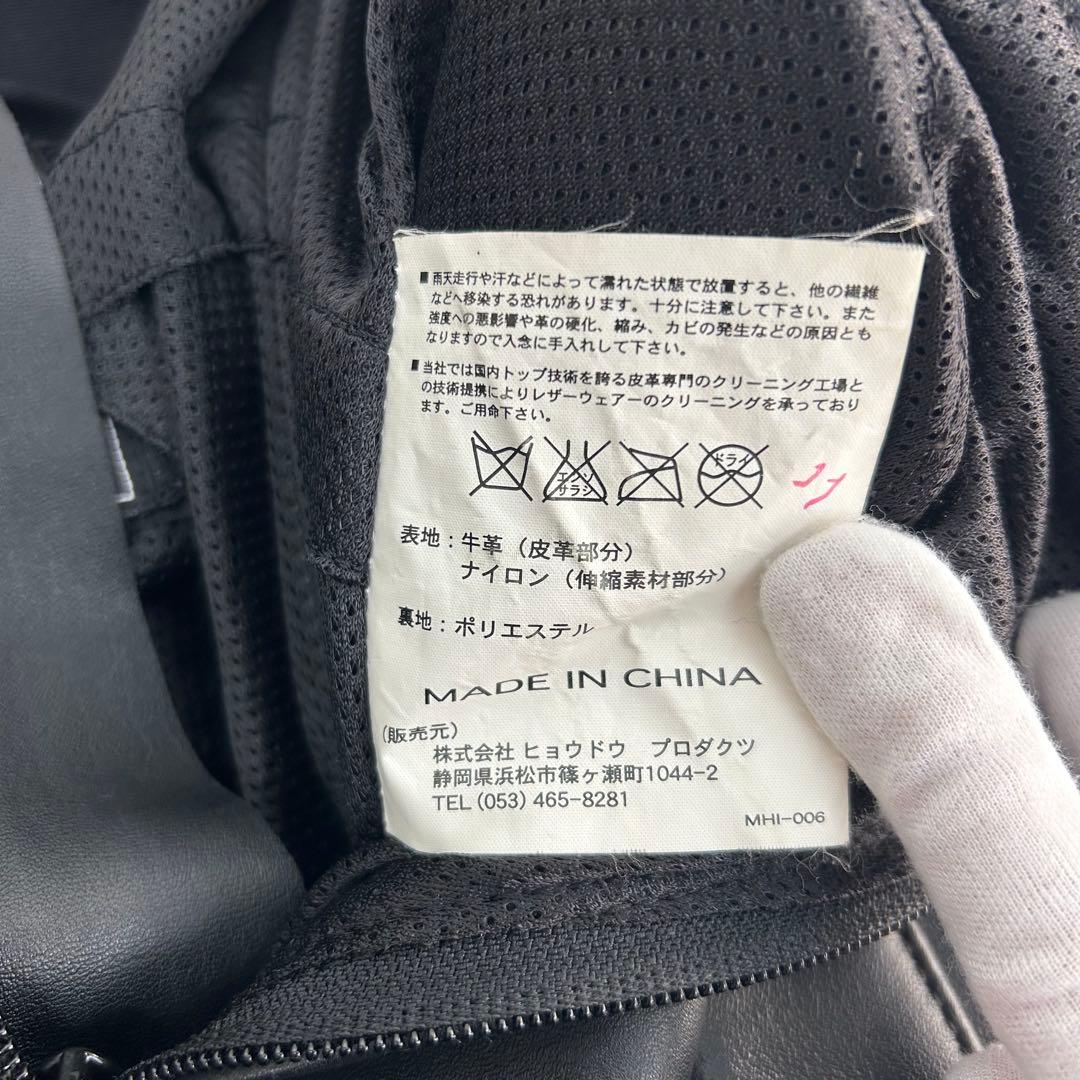 ■雨天走行や汗などによって濡れた状態で放置すると、他の繊維
などへ移染する恐れがあります。十分に注意して下さい。また
強度への悪影響や革の硬化、縮み、カビの発生などの原因とも
なりますので入念に手入れして下さい。
■当社では国内トップ技術を誇る皮革専門のクリーニング工場と
の技術提携によりレザーウェアーのクリーニングを承っており
ます。ご用命下さい。
エンソ
サラシ
ドライ
表地：牛革（皮革部分）
ナイロン（伸縮素材部分）
裏地：ポリエステル
MADE IN CHINA
(販売元)
株式会社 ヒョウドウ プロダクツ
静岡県浜松市篠ヶ瀬町1044-2
TEL (053) 465-8281
MHI-006